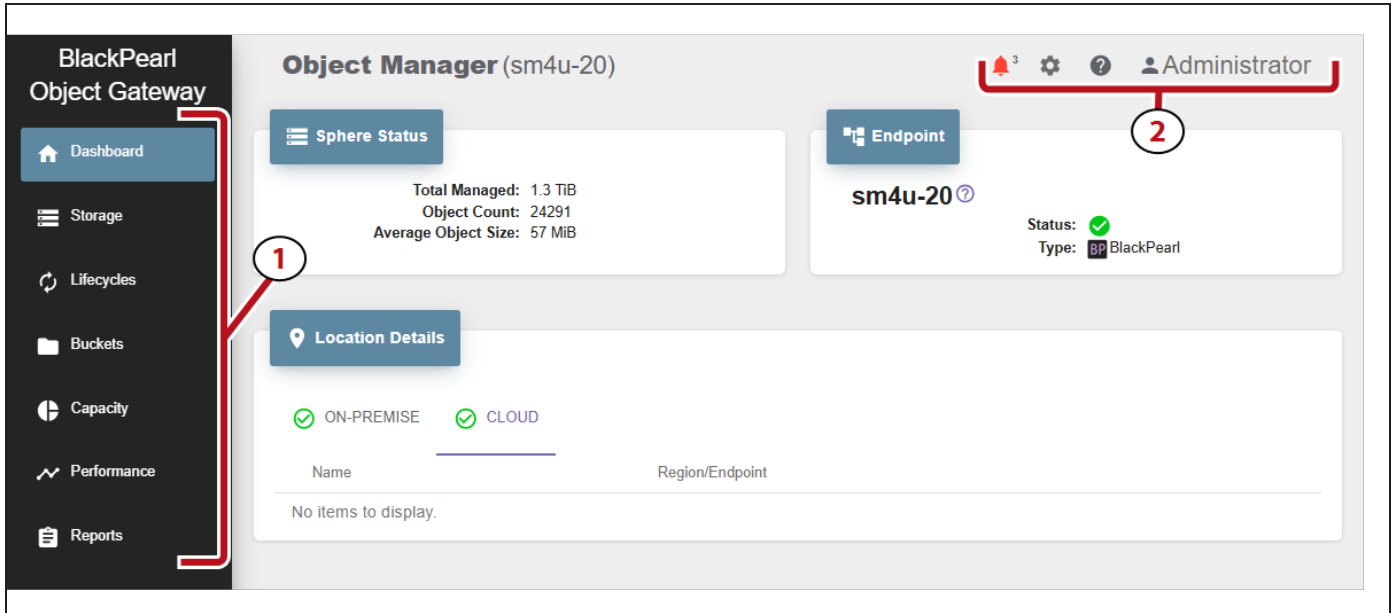 BlackPearl
Object Gateway
Dashboard
Storage
Lifecycles
Buckets
Capacity
Performance
Reports
1
Object Manager (sm4u-20)
3
Administrator
2
Sphere Status
Total Managed: 1.3 TiB
Object Count: 24291
Average Object Size: 57 MiB
Endpoint
sm4u-20
Status:
Type: BP BlackPearl
Location Details
ON-PREMISE CLOUD
Name Region/Endpoint
No items to display.